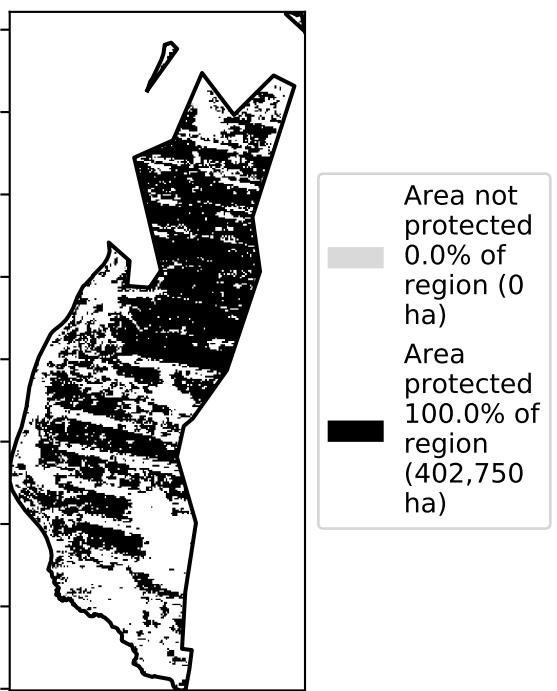 Area not
protected
0.0% of
region (0
ha)
Area
protected
100.0% of
region
(402,750
ha)